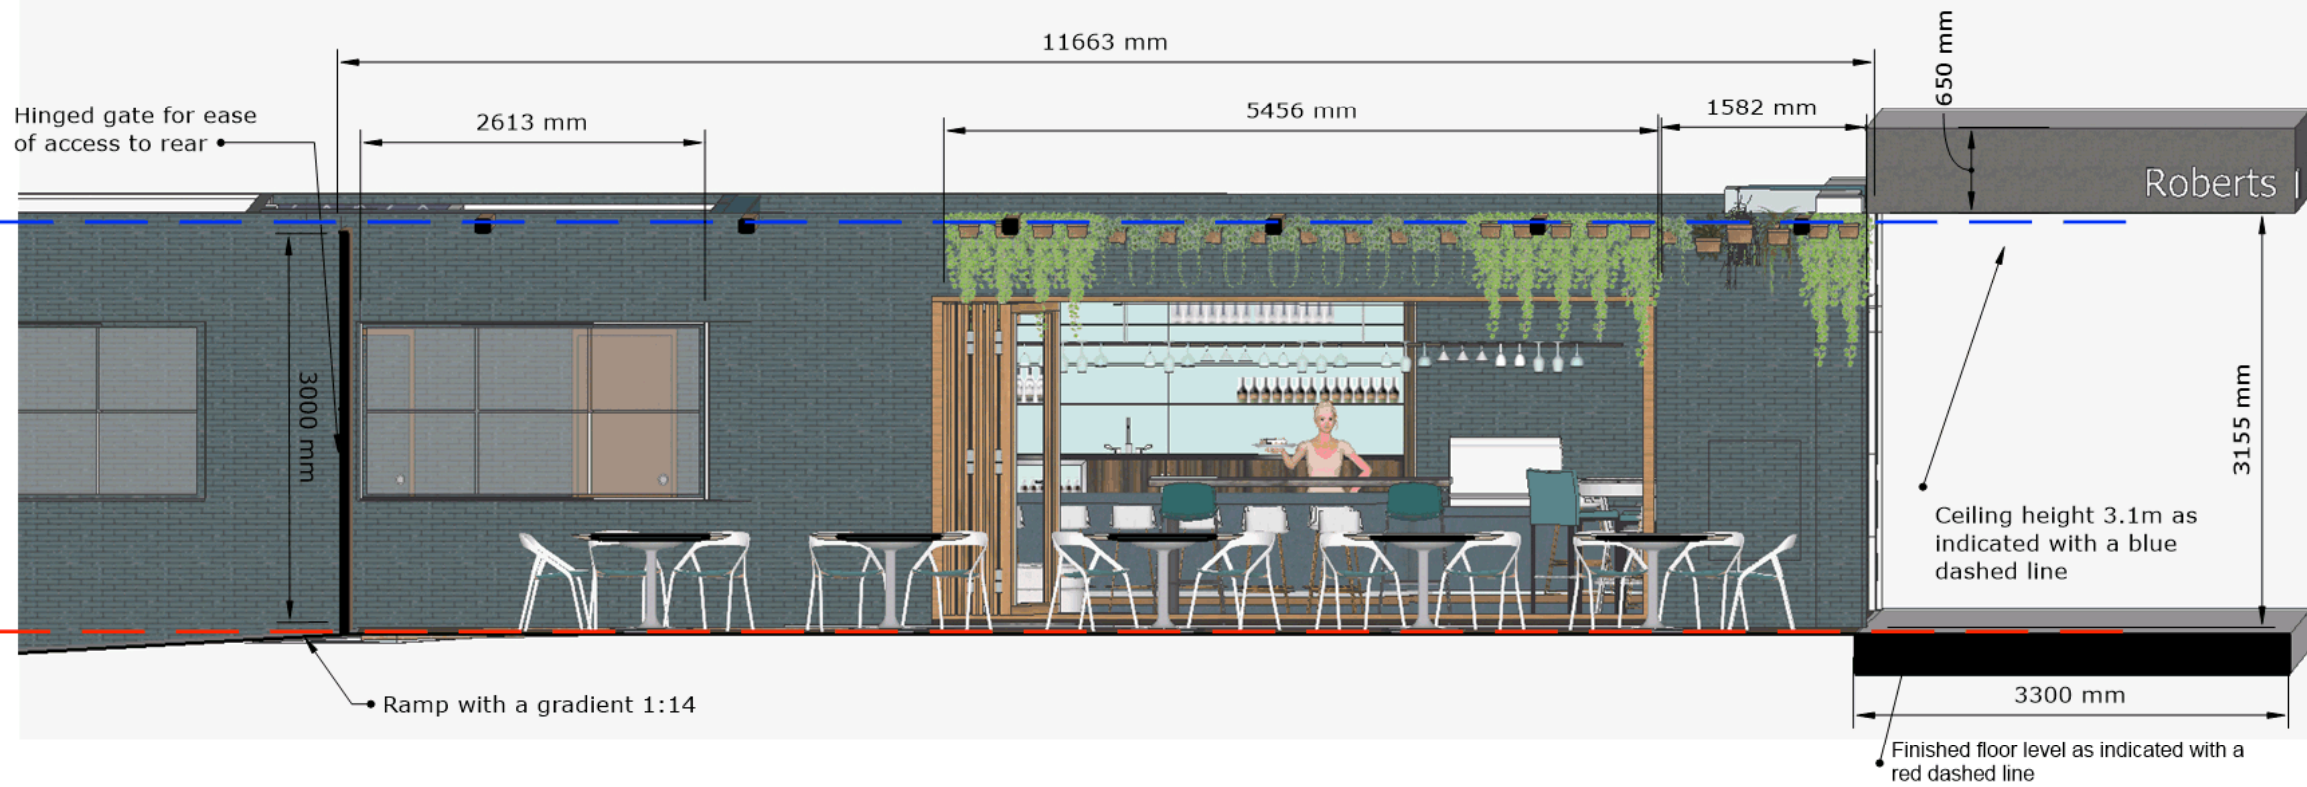 11663 mm
650 mm
Hinged gate for ease
of access to rear
2613 mm
5456 mm
1582 mm
Roberts
3000 mm
3155 mm
Ceiling height 3.1m as
indicated with a blue
dashed line
Ramp with a gradient 1:14
3300 mm
Finished floor level as indicated with a
red dashed line